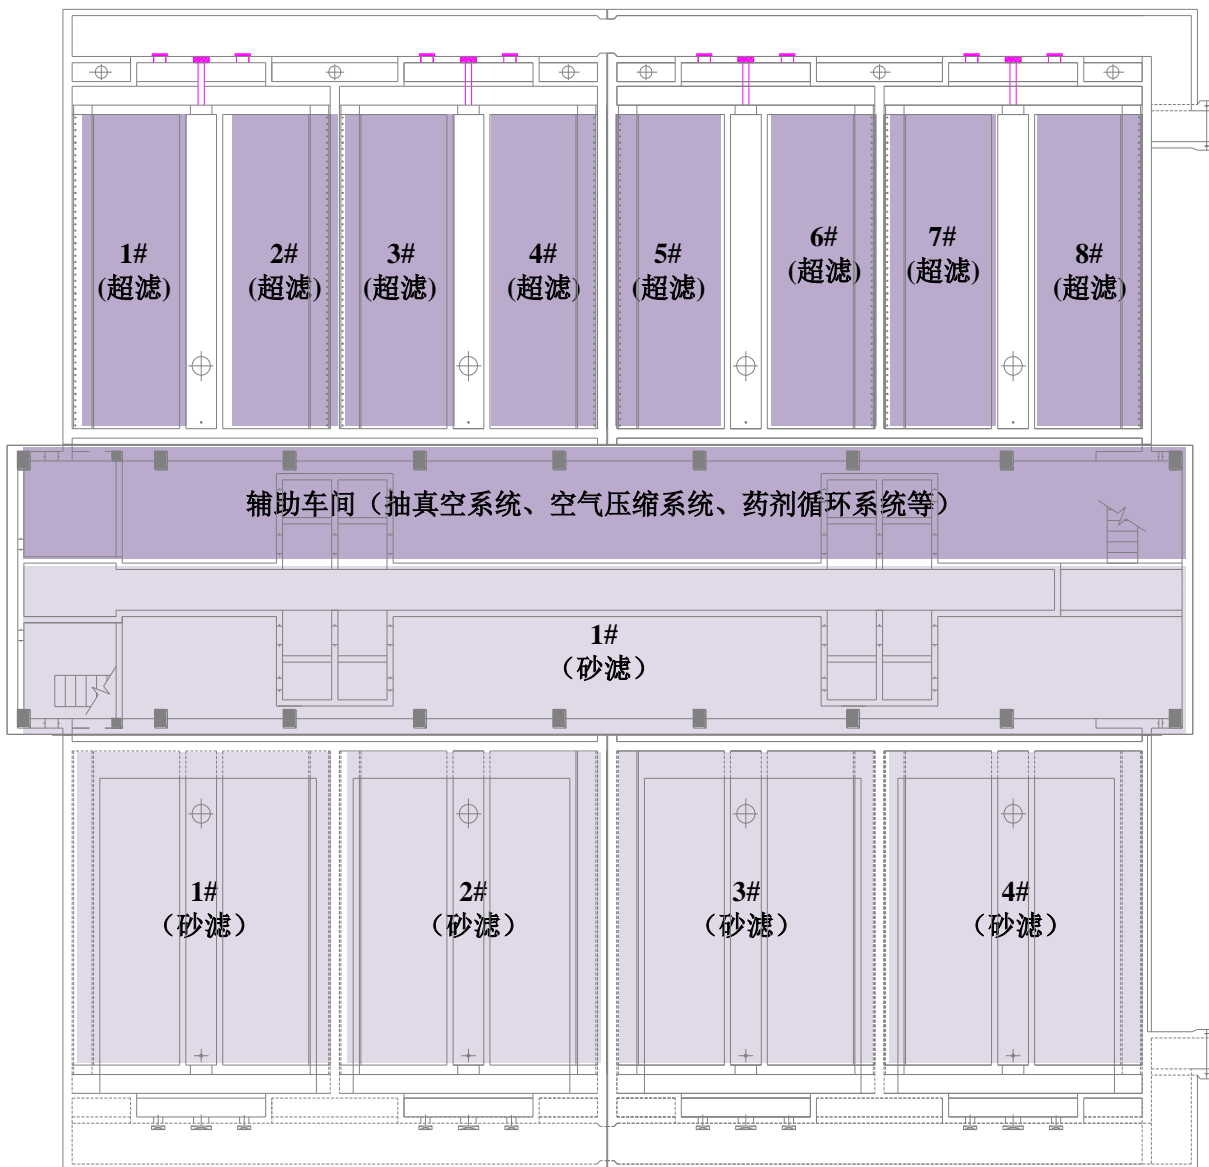 1#
(超滤)
2#
(超滤)
3#
(超滤)
4#
(超滤)
5#
(超滤)
6#
(超滤)
7#
(超滤)
8#
(超滤)
辅助车间（抽真空系统、空气压缩系统、药剂循环系统等）
1#
（砂滤）
1#
（砂滤）
2#
（砂滤）
3#
（砂滤）
4#
（砂滤）